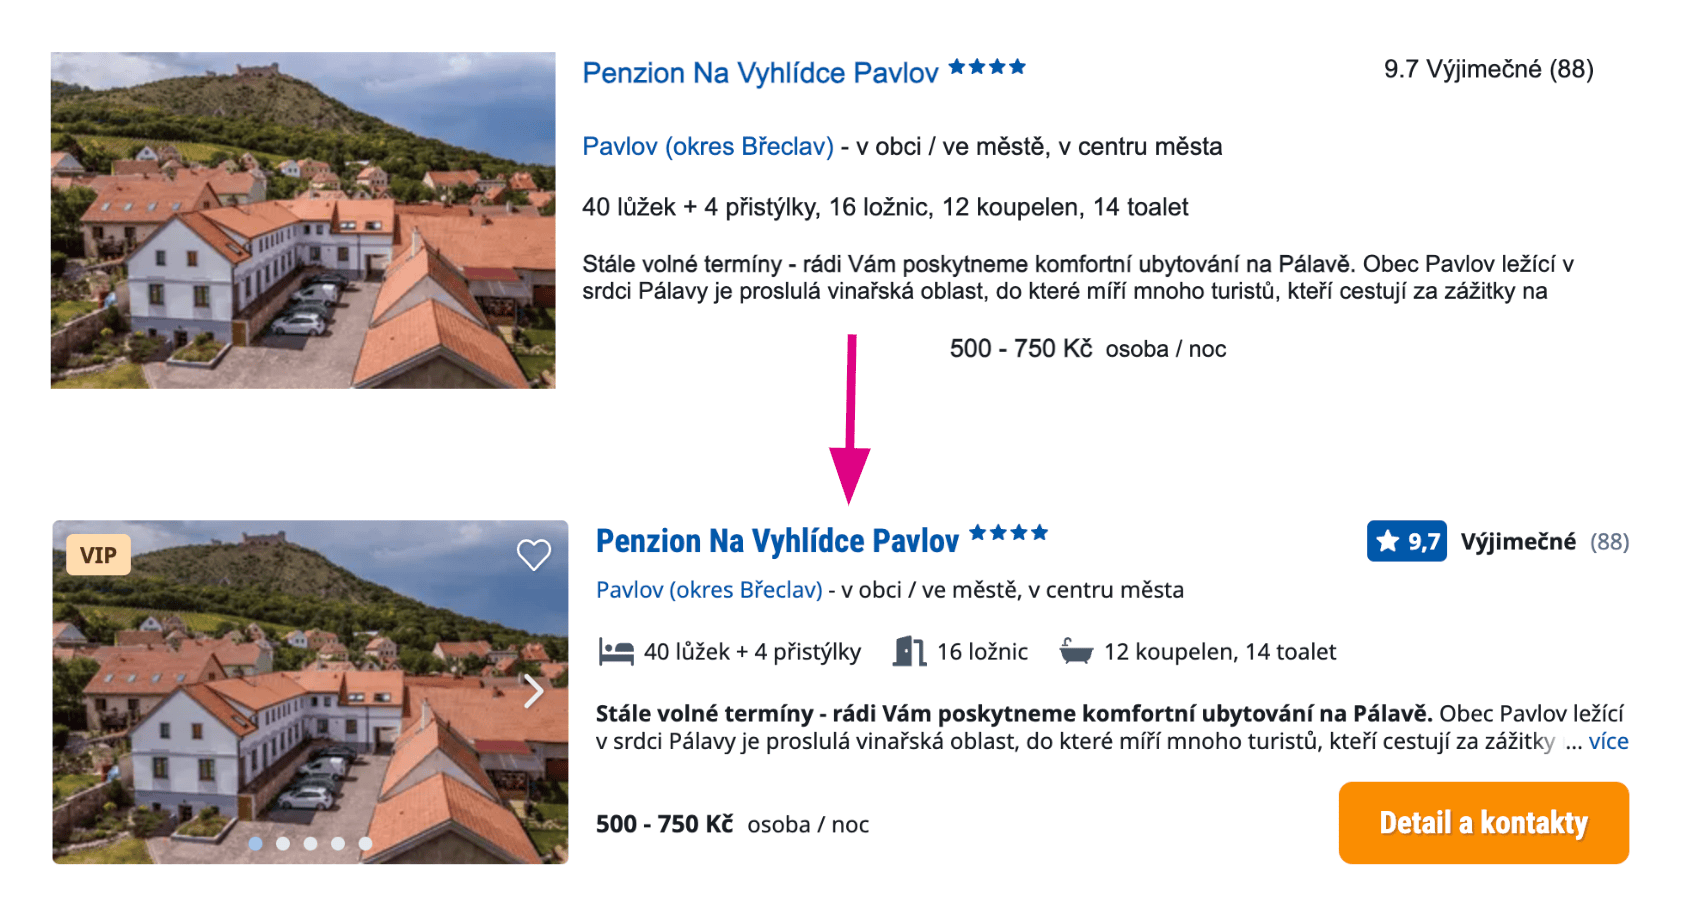 Penzion Na Vyhlídce Pavlov
9.7 Výjimečné (88)
Pavlov (okres Břeclav) - v obci / ve městě, v centru města
40 lůžek + 4 přistýlky, 16 ložnic, 12 koupelen, 14 toalet
Stále volné termíny - rádi Vám poskytneme komfortní ubytování na Pálavě. Obec Pavlov ležící v
srdci Pálavy je proslulá vinařská oblast, do které míří mnoho turistů, kteří cestují za zážitky na
500 - 750 Kč osoba / noc
VIP
Penzion Na Vyhlídce Pavlov
9,7 Výjimečné (88)
Pavlov (okres Břeclav) - v obci / ve městě, v centru města
40 lůžek + 4 přistýlky 16 ložnic 12 koupelen, 14 toalet
Stále volné termíny - rádi Vám poskytneme komfortní ubytování na Pálavě. Obec Pavlov ležící
v srdci Pálavy je proslulá vinařská oblast, do které míří mnoho turistů, kteří cestují za zážitky ... více
500 - 750 Kč osoba / noc
Detail a kontakty